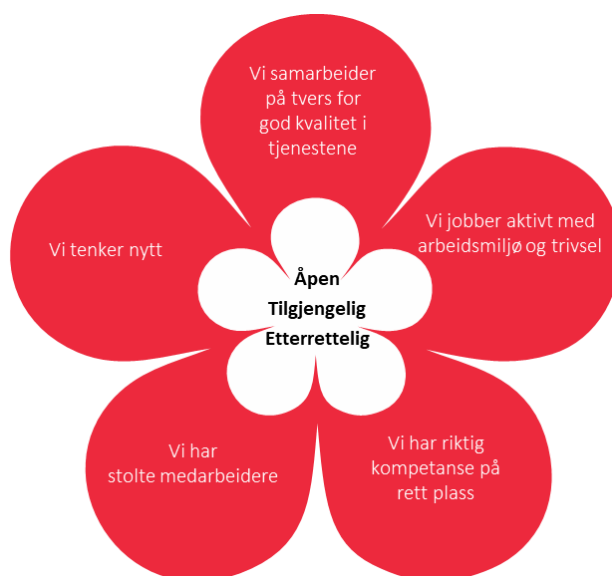 Vi samarbeider
på tvers for
god kvalitet i
tjenestene
Vi tenker nytt
Vi jobber aktivt med
arbeidsmiljø og trivsel
Åpen
Tilgjengelig
Etterrettelig
Vi har
stolte medarbeidere
Vi har riktig
kompetanse på
rett plass